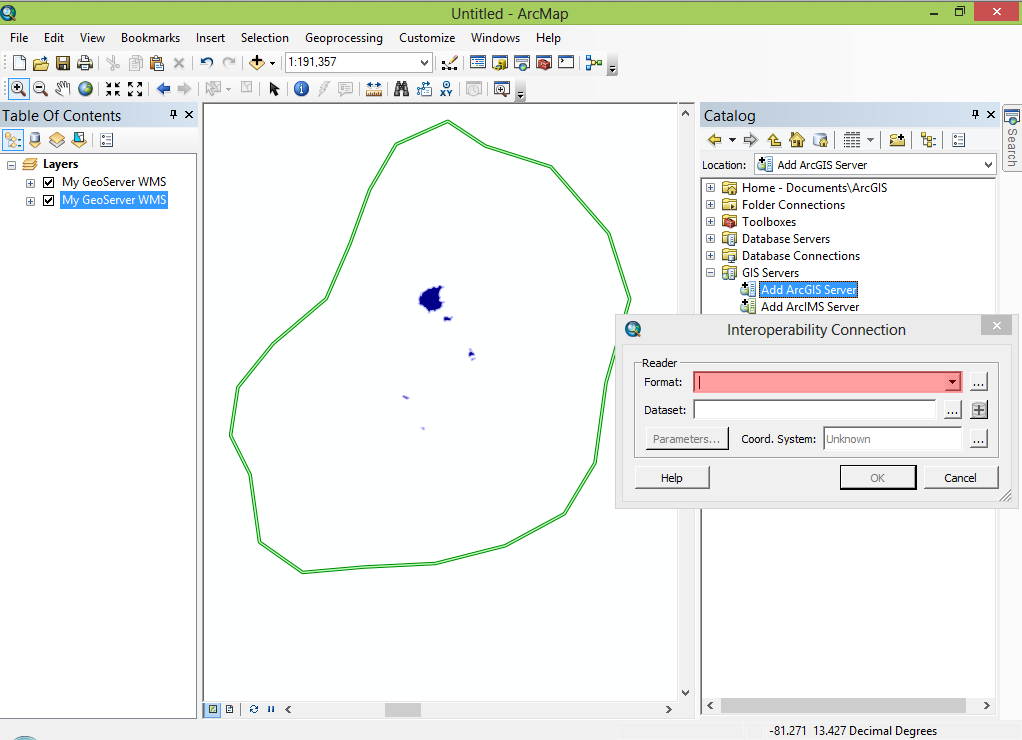 Untitled - ArcMap
File Edit View Bookmarks Insert Selection Geoprocessing Customize Windows Help
1:191,357
Table Of Contents
Layers
My GeoServer WMS
My GeoServer WMS
Catalog
Location: Add ArcGIS Server
Home - Documents\ArcGIS
Folder Connections
Toolboxes
Database Servers
Database Connections
GIS Servers
Add ArcGIS Server
Add ArcIMS Server
Search
Interoperability Connection
Reader
Format:
Dataset:
Parameters... Coord. System: Unknown
Help OK Cancel
-81.271 13.427 Decimal Degrees